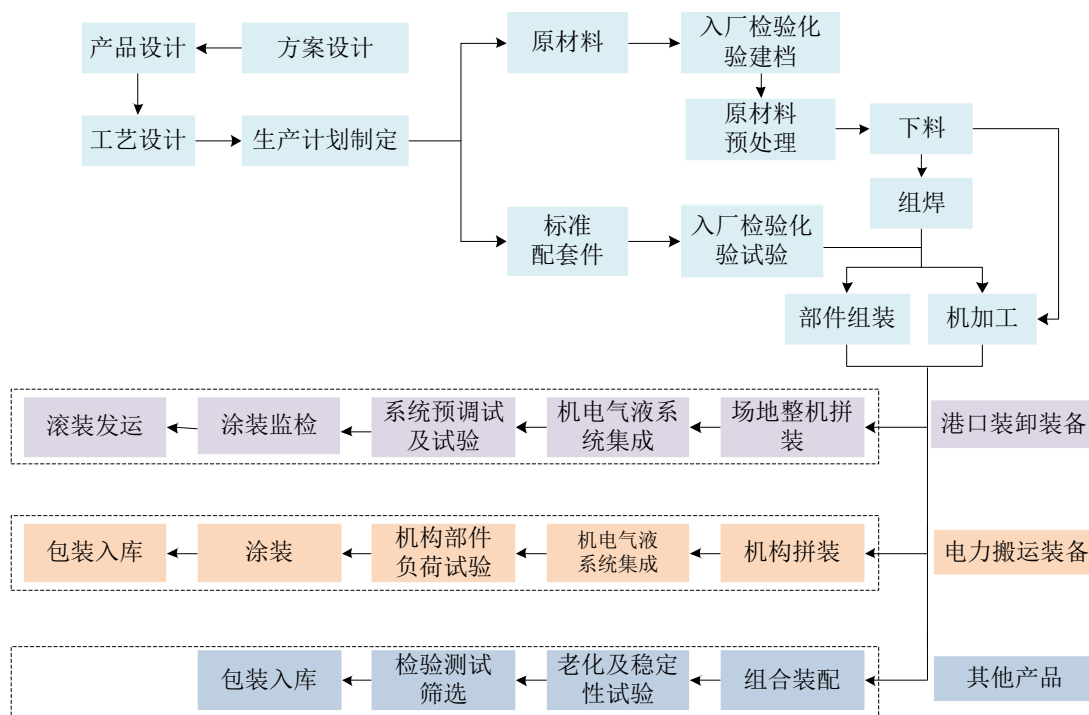 产品设计
方案设计
原材料
入厂检验化
验建档
工艺设计
生产计划制定
原材料
预处理
下料
组焊
标准
配套件
入厂检验化
验试验
部件组装
机加工
滚装发运
涂装监检
系统预调试
及试验
机电气液系
统集成
场地整机拼
装
港口装卸装备
包装入库
涂装
机构部件
负荷试验
机电气液
系统集成
机构拼装
电力搬运装备
包装入库
检验测试
筛选
老化及稳定
性试验
组合装配
其他产品